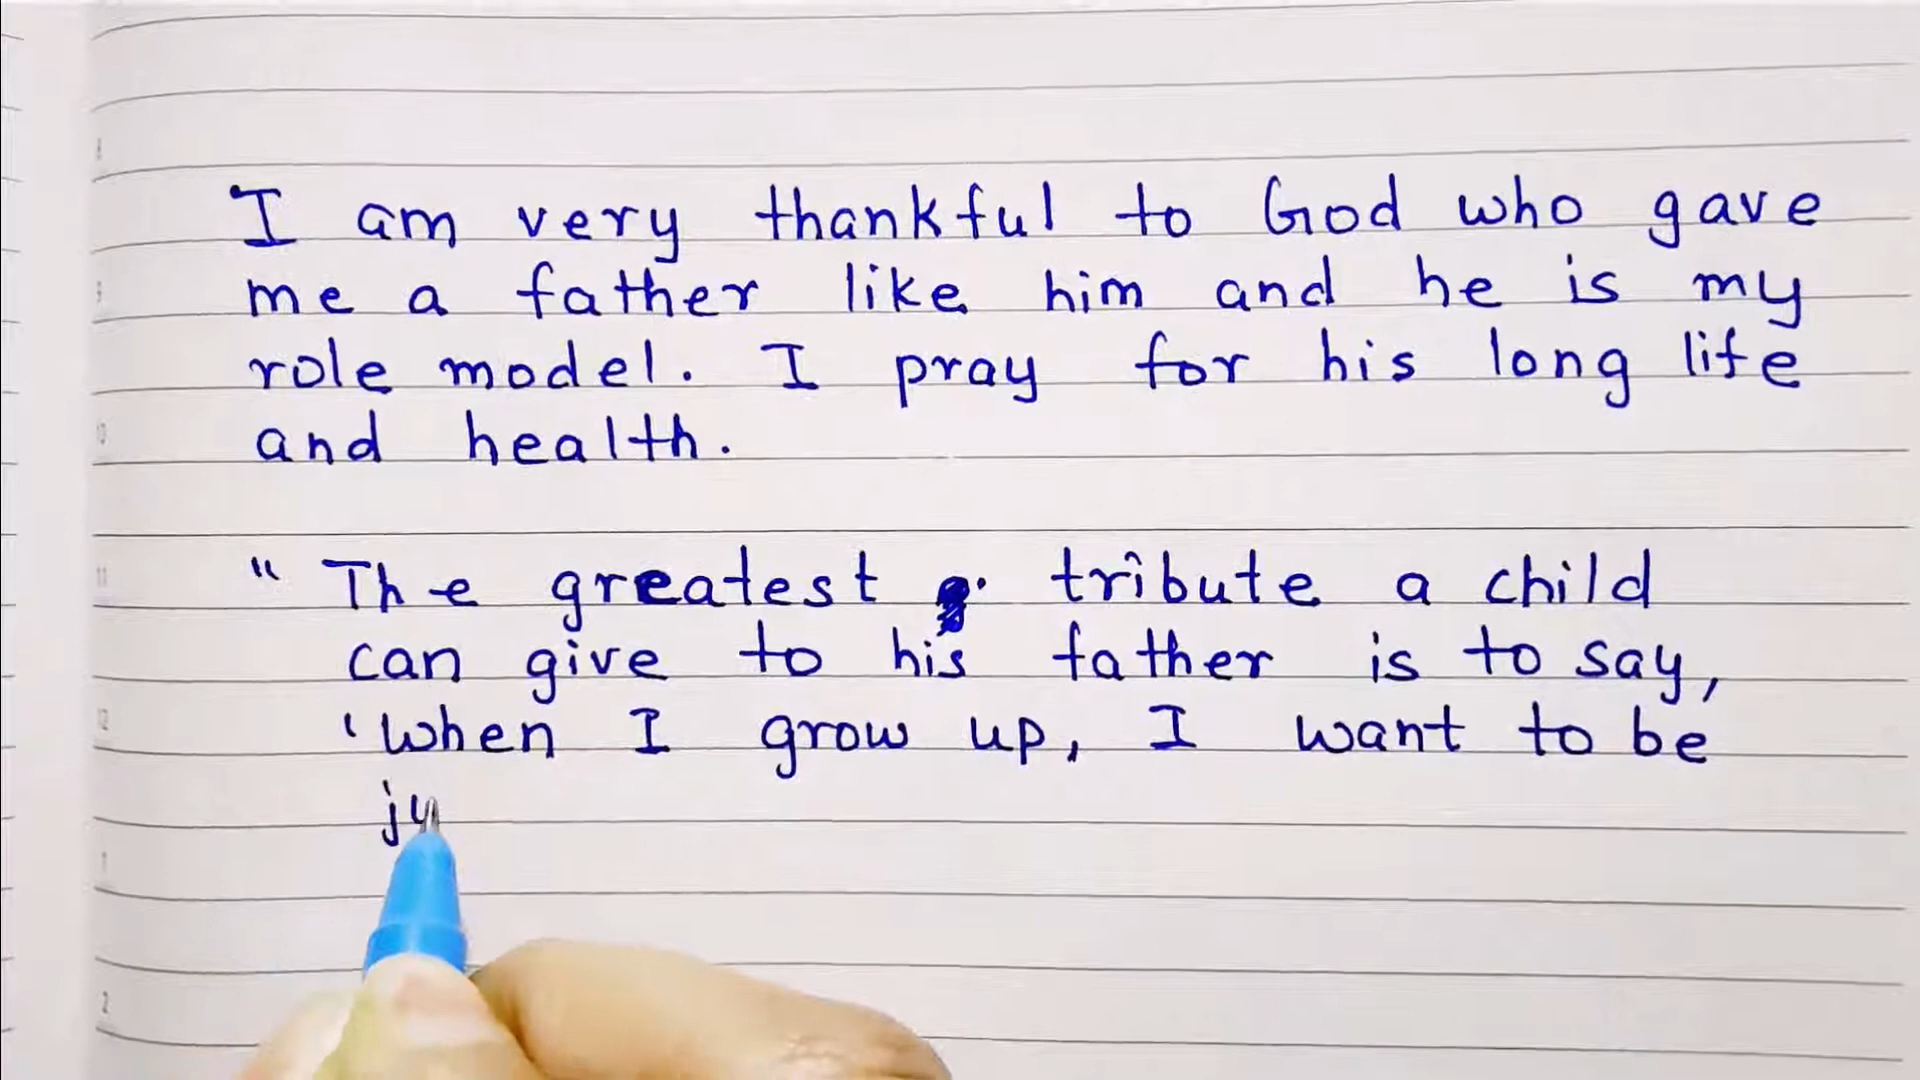 I am very thankful to God who gave
me a father like him and he is my
role model. I pray for his long life
and health.
" The greatest tribute a child
can give to his father is to say,
'When I grow up, I want to be
ju